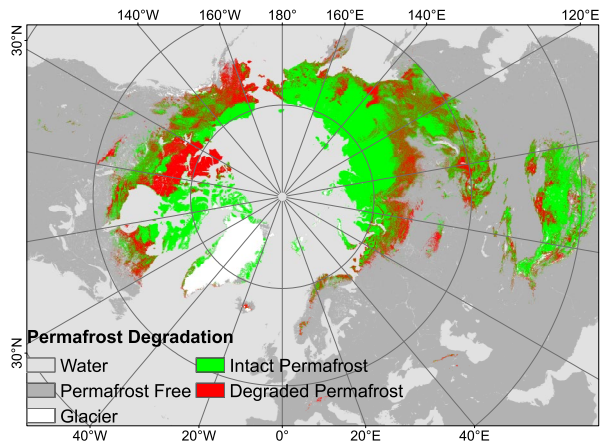 140°W 160°W 180° 160°E 140°E 120°E
30°N
30°N
Permafrost Degradation
Water Intact Permafrost
Permafrost Free Degraded Permafrost
Glacier
40°W 20°W 0° 20°E 40°E